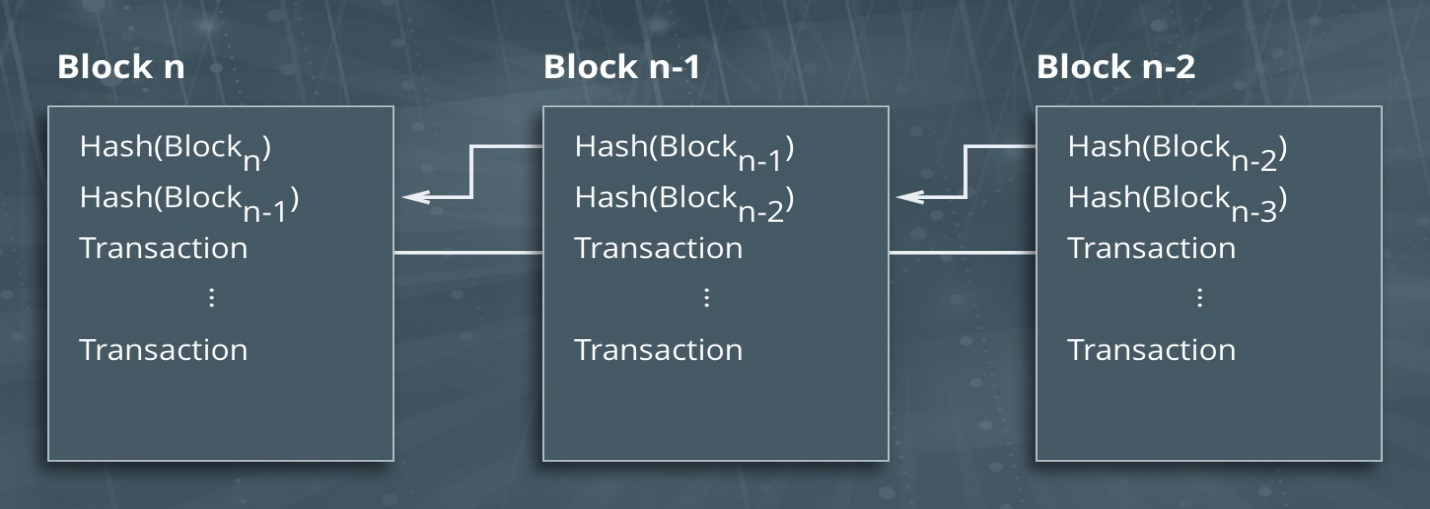 Block n
Hash(Blockₙ)
Hash(Blockₙ₋₁)
Transaction
⋮
Transaction
Block n-1
Hash(Blockₙ₋₁)
Hash(Blockₙ₋₂)
Transaction
⋮
Transaction
Block n-2
Hash(Blockₙ₋₂)
Hash(Blockₙ₋₃)
Transaction
⋮
Transaction